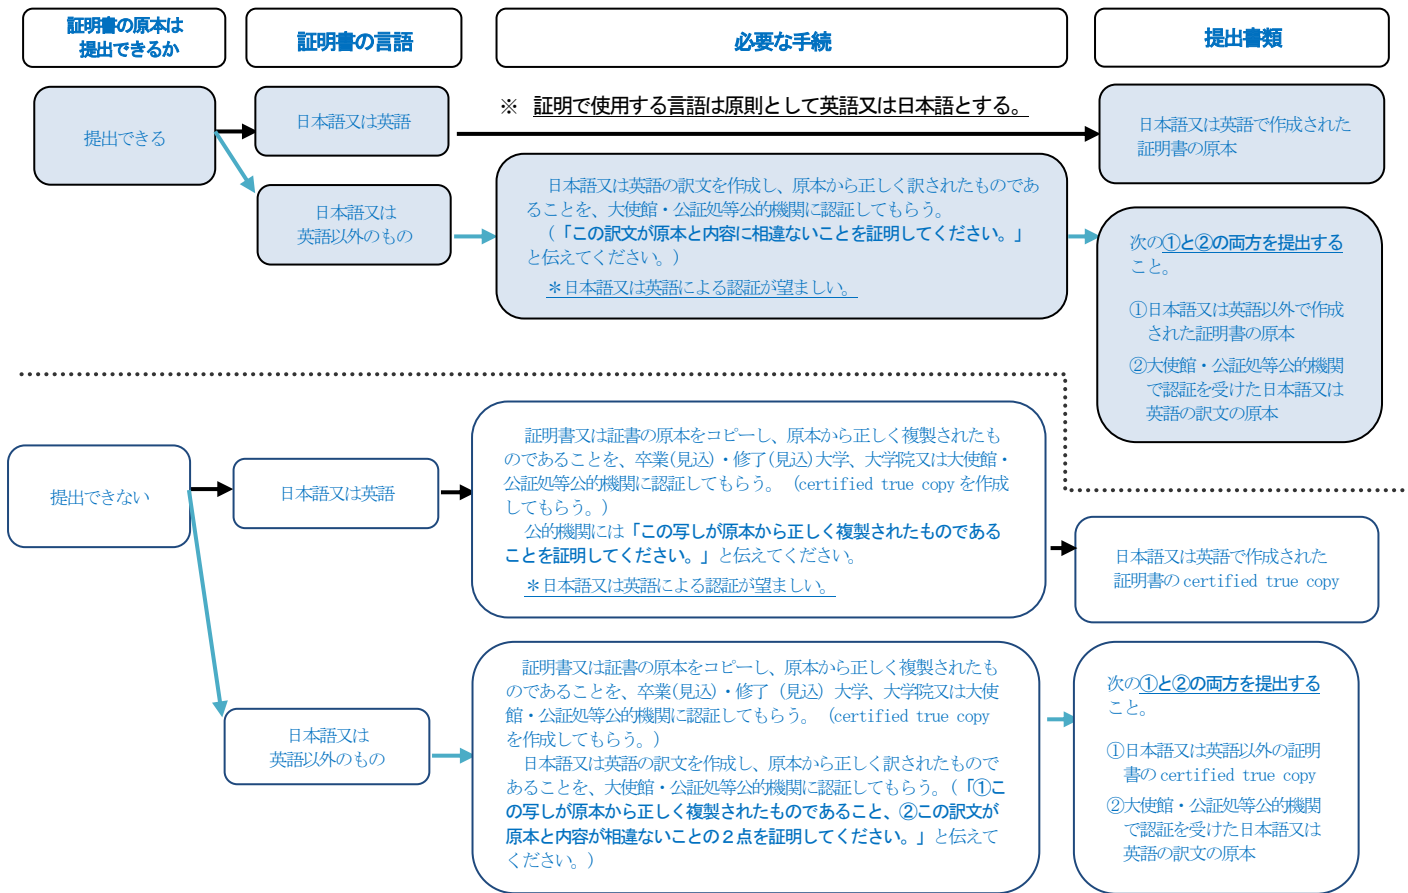 証明書の原本は
提出できるか
証明書の言語
必要な手続
提出書類
提出できる
日本語又は英語
※ 証明で使用する言語は原則として英語又は日本語とする。
日本語又は英語で作成された
証明書の原本
日本語又は
英語以外のもの
日本語又は英語の訳文を作成し、原本から正しく訳されたものであ
ることを、大使館・公証処等公的機関に認証してもらう。
（「この訳文が原本と内容に相違ないことを証明してください。」
と伝えてください。）
＊日本語又は英語による認証が望ましい。
次の①と②の両方を提出する
こと。
①日本語又は英語以外で作成
された証明書の原本
②大使館・公証処等公的機関
で認証を受けた日本語又は
英語の訳文の原本
提出できない
日本語又は英語
証明書又は証書の原本をコピーし、原本から正しく複製されたも
のであることを、卒業(見込)・修了(見込)大学、大学院又は大使館・
公証処等公的機関に認証してもらう。（certified true copy を作成
してもらう。）
公的機関には「この写しが原本から正しく複製されたものである
ことを証明してください。」と伝えてください。
＊日本語又は英語による認証が望ましい。
日本語又は英語で作成された
証明書の certified true copy
日本語又は
英語以外のもの
証明書又は証書の原本をコピーし、原本から正しく複製されたも
のであることを、卒業(見込)・修了（見込）大学、大学院又は大使
館・公証処等公的機関に認証してもらう。（certified true copy
を作成してもらう。）
日本語又は英語の訳文を作成し、原本から正しく訳されたもので
あることを、大使館・公証処等公的機関に認証してもらう。(「①こ
の写しが原本から正しく複製されたものであること、②この訳文が
原本と内容が相違ないことの２点を証明してください。」と伝えて
ください。）
次の①と②の両方を提出する
こと。
①日本語又は英語以外の証明
書の certified true copy
②大使館・公証処等公的機関
で認証を受けた日本語又は
英語の訳文の原本